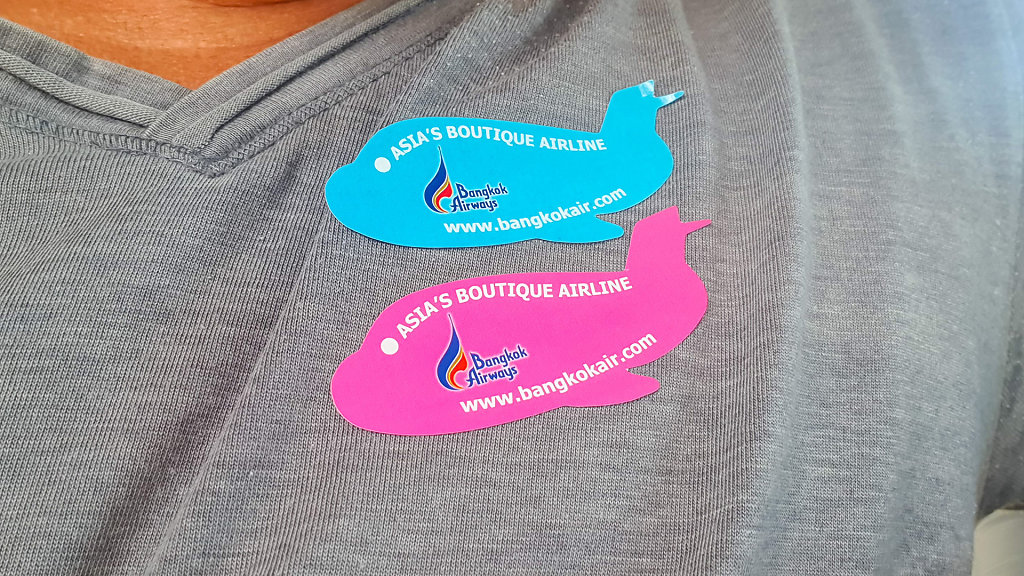 ASIA'S BOUTIQUE AIRLINE
Bangkok
Airways
www.bangkokair.com
ASIA'S BOUTIQUE AIRLINE
Bangkok
Airways
www.bangkokair.com